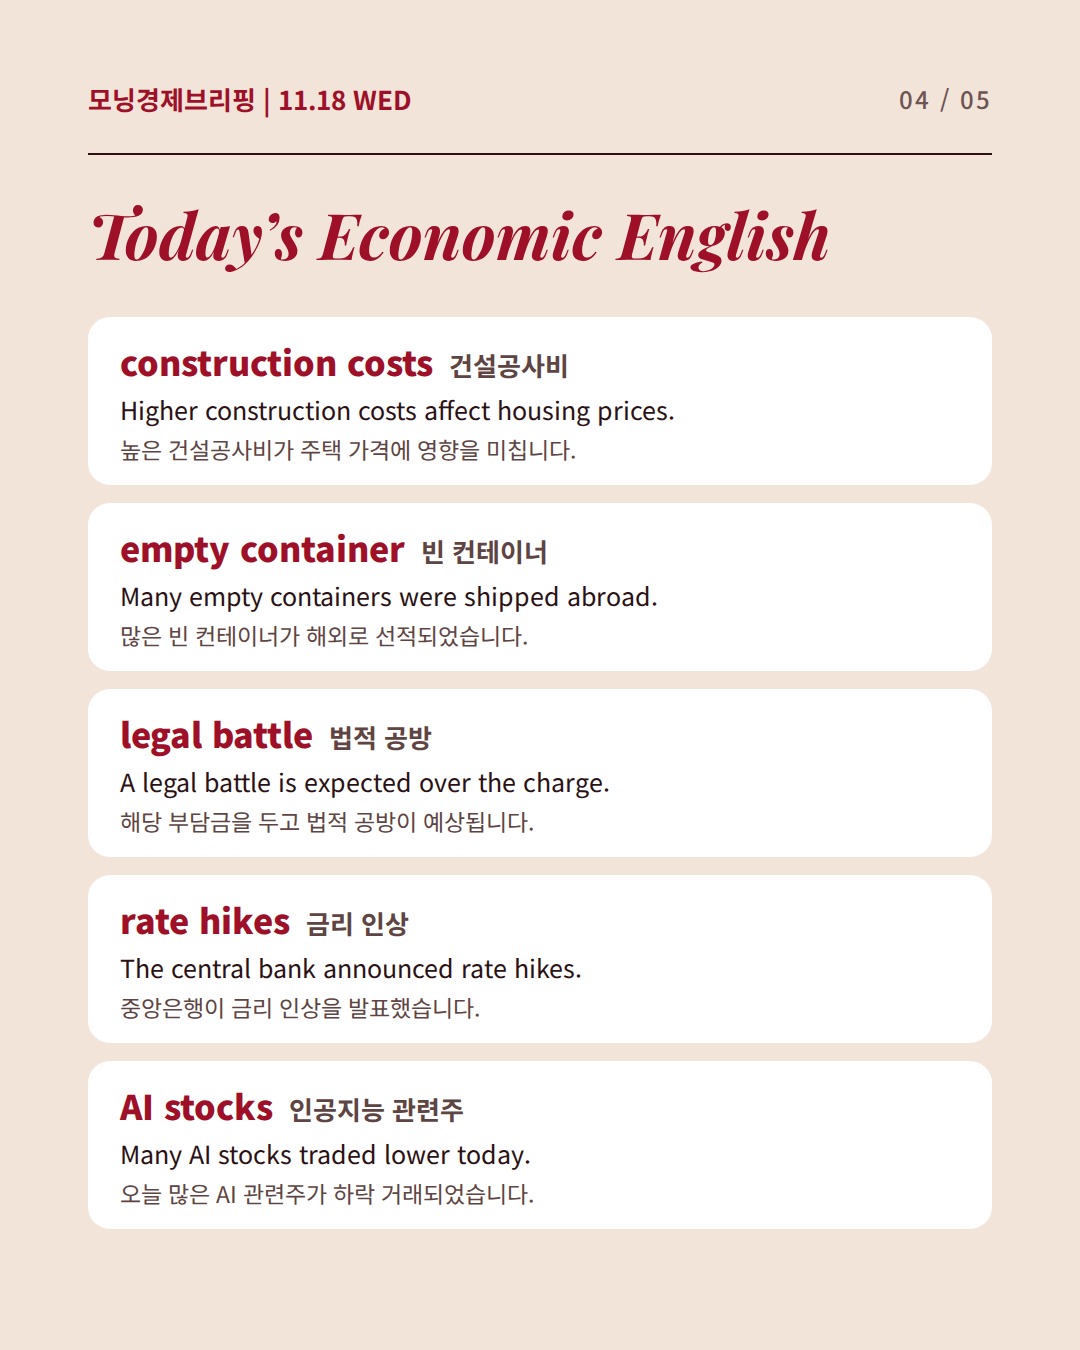 모닝경제브리핑 | 11.18 WED
04 / 05
Today’s Economic English
construction costs 건설공사비
Higher construction costs affect housing prices.
높은 건설공사비가 주택 가격에 영향을 미칩니다.
empty container 빈 컨테이너
Many empty containers were shipped abroad.
많은 빈 컨테이너가 해외로 선적되었습니다.
legal battle 법적 공방
A legal battle is expected over the charge.
해당 부담금을 두고 법적 공방이 예상됩니다.
rate hikes 금리 인상
The central bank announced rate hikes.
중앙은행이 금리 인상을 발표했습니다.
AI stocks 인공지능 관련주
Many AI stocks traded lower today.
오늘 많은 AI 관련주가 하락 거래되었습니다.